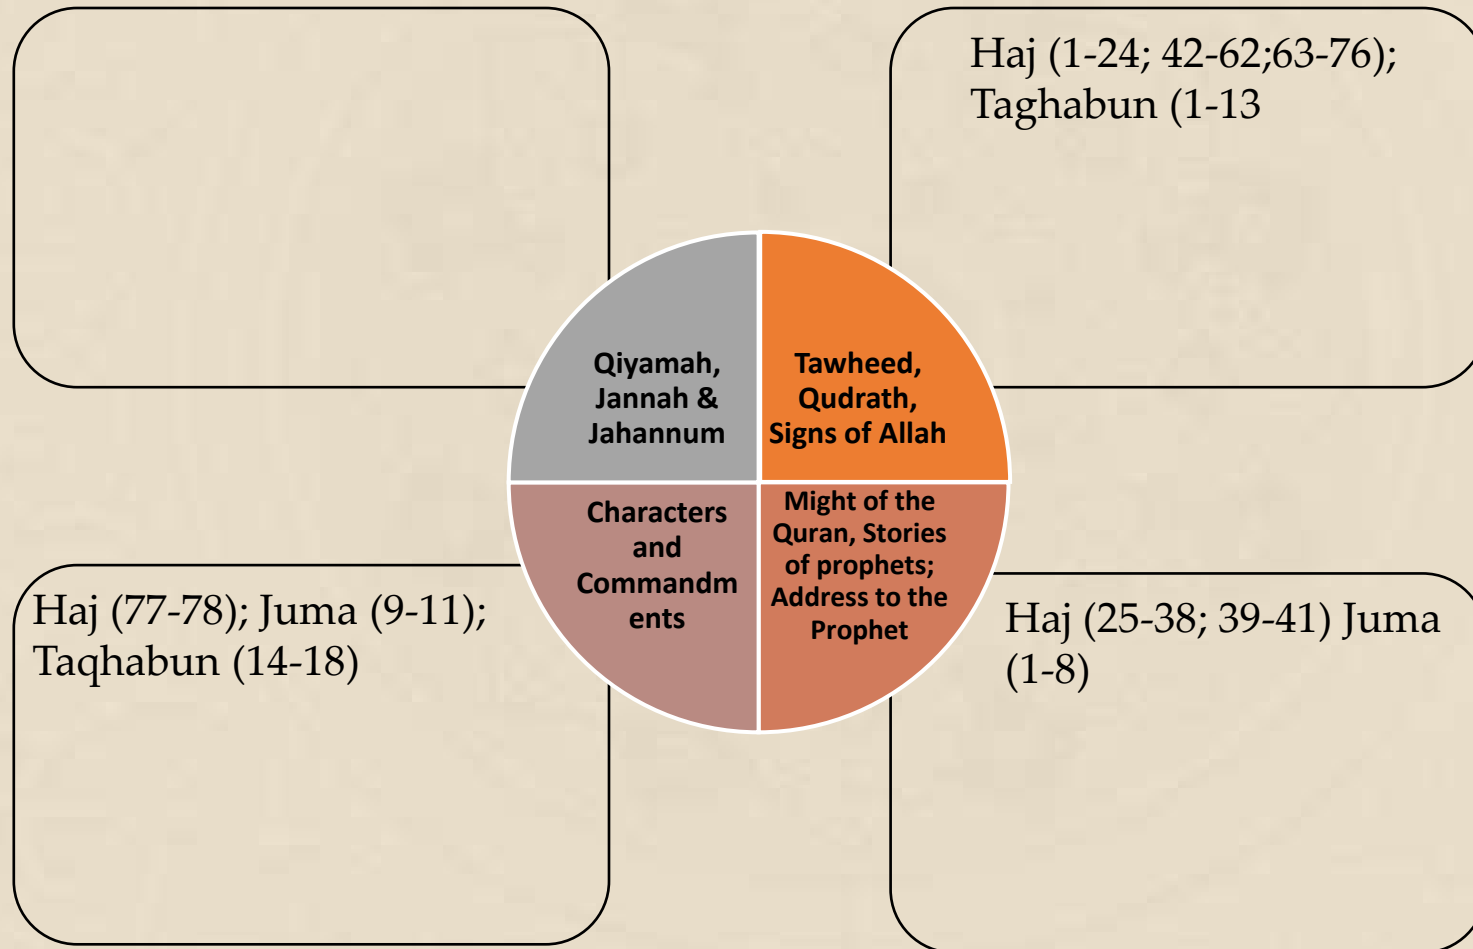 Haj (1-24; 42-62;63-76);
Taghabun (1-13
Qiyamah,
Jannah &
Jahannum
Tawheed,
Qudrath,
Signs of Allah
Characters
and
Commandm
ents
Might of the
Quran, Stories
of prophets;
Address to the
Prophet
Haj (77-78); Juma (9-11);
Taqhabun (14-18)
Haj (25-38; 39-41) Juma
(1-8)